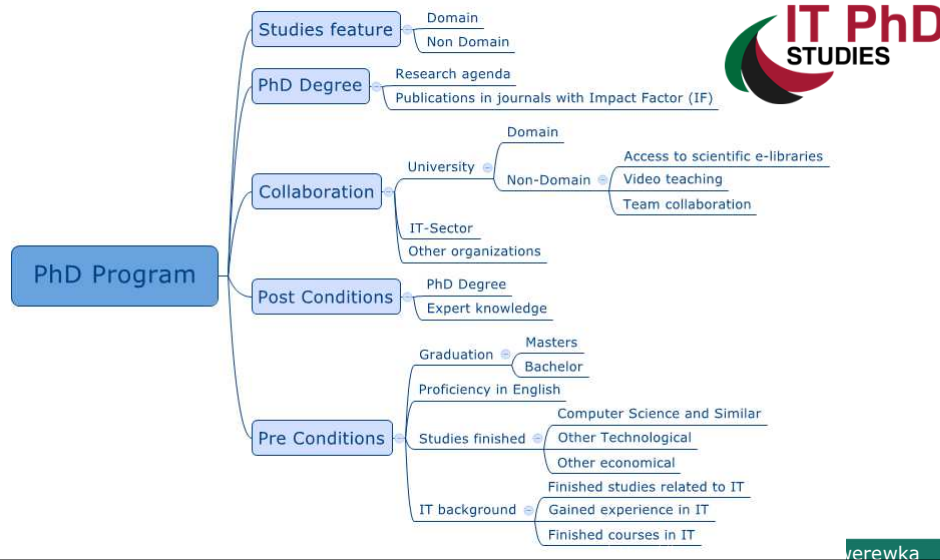 IT PhD
STUDIES
PhD Program
Studies feature
Domain
Non Domain
PhD Degree
Research agenda
Publications in journals with Impact Factor (IF)
Collaboration
University
Domain
Non-Domain
Access to scientific e-libraries
Video teaching
Team collaboration
IT-Sector
Other organizations
Post Conditions
PhD Degree
Expert knowledge
Pre Conditions
Graduation
Masters
Bachelor
Proficiency in English
Studies finished
Computer Science and Similar
Other Technological
Other economical
IT background
Finished studies related to IT
Gained experience in IT
Finished courses in IT